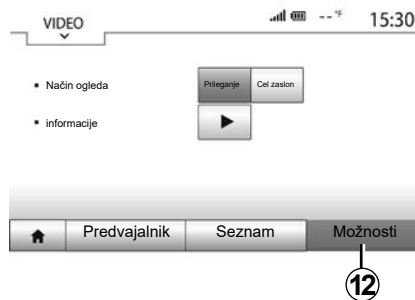 VIDEO
--°F
15:30
Način ogleda
Prileganje
Cel zaslon
informacije
Predvajalnik
Seznam
Možnosti
12